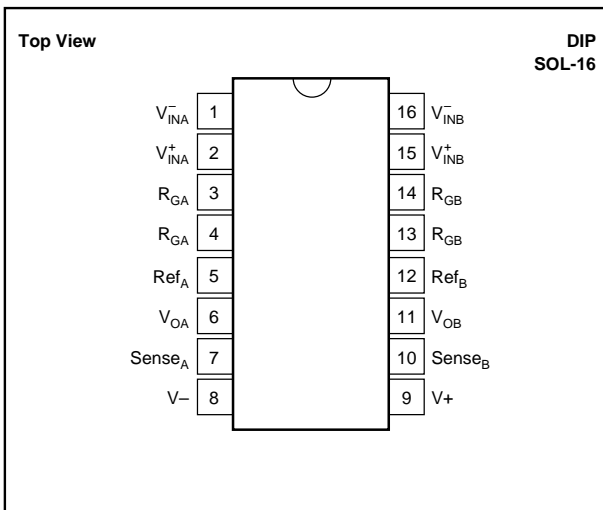 Top View DIP
SOL-16
V–INA 1 16 V–INB
V+INA 2 15 V+INB
RGA 3 14 RGB
RGA 4 13 RGB
RefA 5 12 RefB
VOA 6 11 VOB
SenseA 7 10 SenseB
V– 8 9 V+